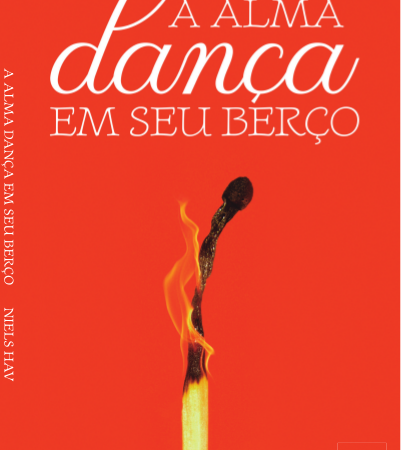 A ALMA
dança
EM SEU BERÇO
A ALMA DANÇA EM SEU BERÇO NIELS HAV